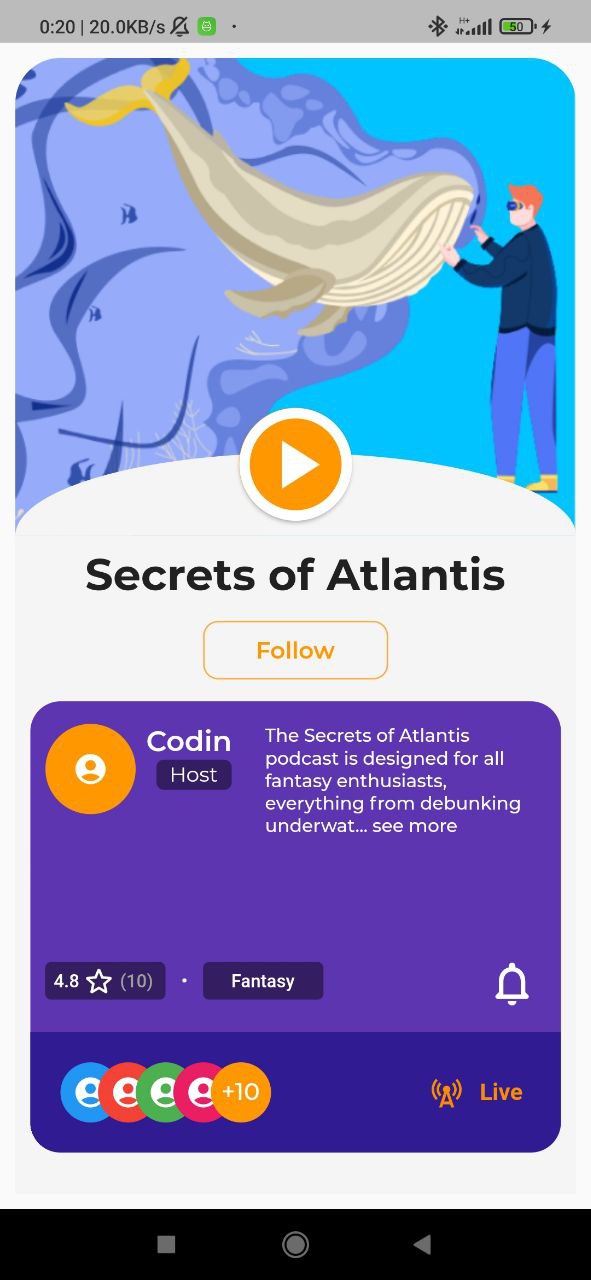 0:20 | 20.0KB/s
H+
50
Secrets of Atlantis
Follow
Codin
Host
The Secrets of Atlantis
podcast is designed for all
fantasy enthusiasts,
everything from debunking
underwat... see more
4.8 (10) • Fantasy
+10
Live